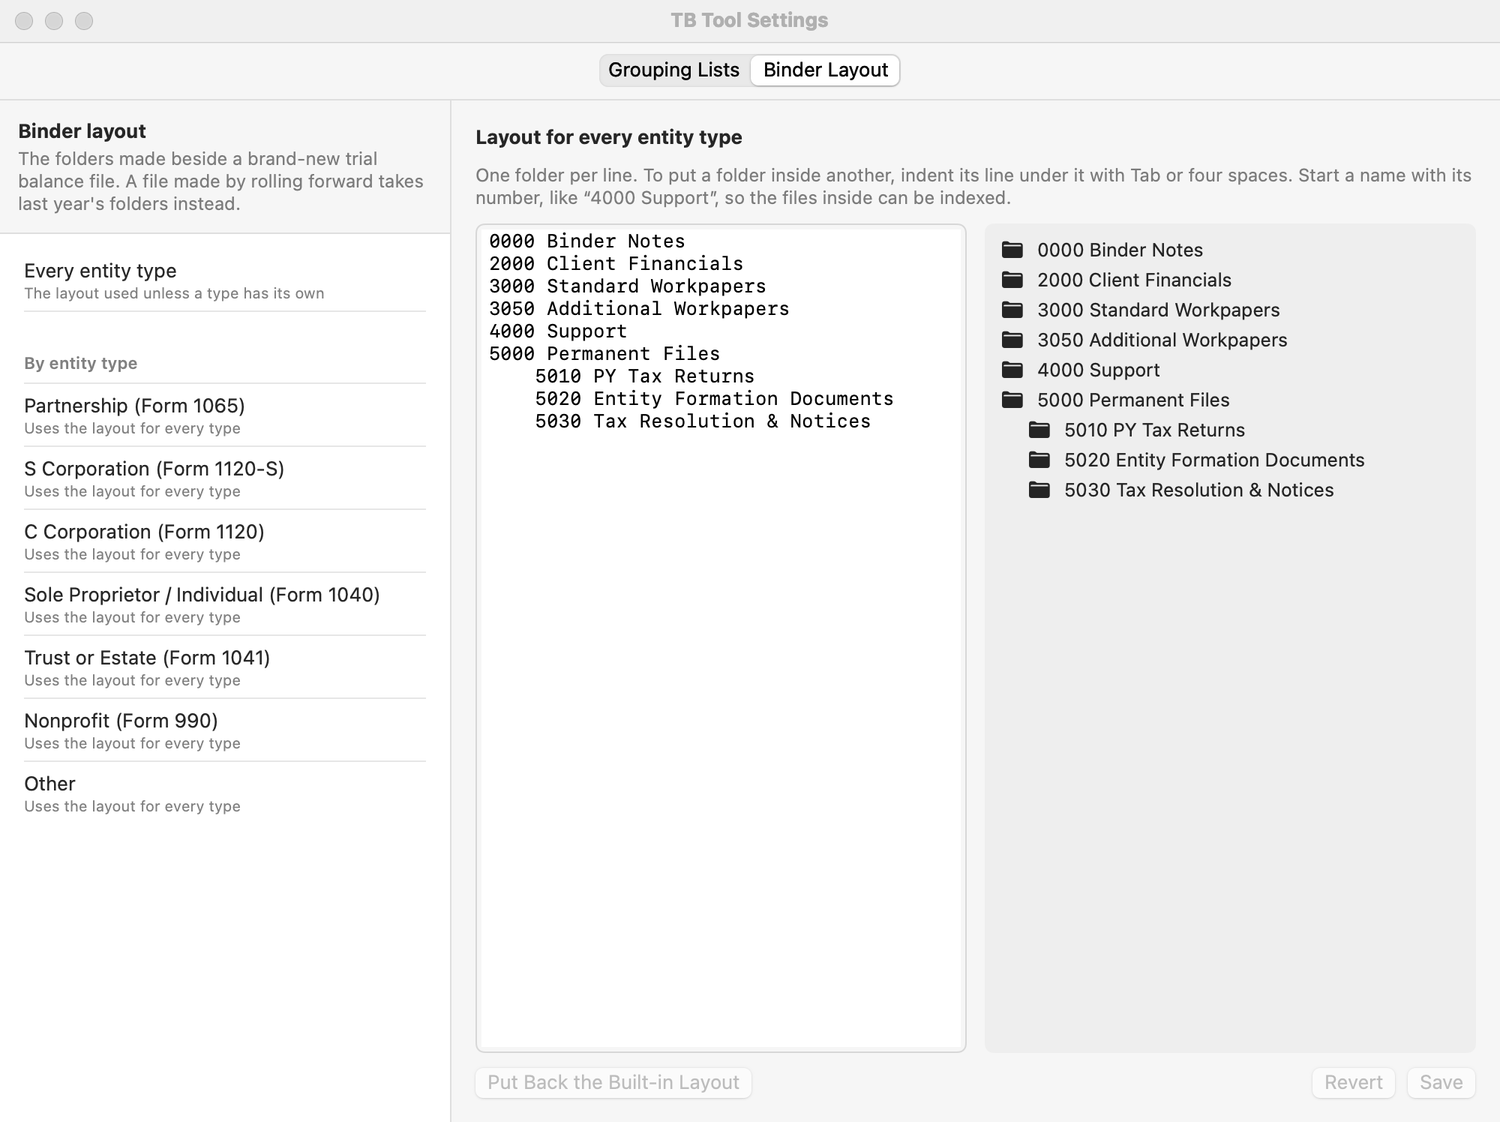 TB Tool Settings
Grouping Lists
Binder Layout
Binder layout
The folders made beside a brand-new trial
balance file. A file made by rolling forward takes
last year's folders instead.
Every entity type
The layout used unless a type has its own
By entity type
Partnership (Form 1065)
Uses the layout for every type
S Corporation (Form 1120-S)
Uses the layout for every type
C Corporation (Form 1120)
Uses the layout for every type
Sole Proprietor / Individual (Form 1040)
Uses the layout for every type
Trust or Estate (Form 1041)
Uses the layout for every type
Nonprofit (Form 990)
Uses the layout for every type
Other
Uses the layout for every type
Layout for every entity type
One folder per line. To put a folder inside another, indent its line under it with Tab or four spaces. Start a name with its
number, like “4000 Support”, so the files inside can be indexed.
0000 Binder Notes
2000 Client Financials
3000 Standard Workpapers
3050 Additional Workpapers
4000 Support
5000 Permanent Files
    5010 PY Tax Returns
    5020 Entity Formation Documents
    5030 Tax Resolution & Notices
0000 Binder Notes
2000 Client Financials
3000 Standard Workpapers
3050 Additional Workpapers
4000 Support
5000 Permanent Files
5010 PY Tax Returns
5020 Entity Formation Documents
5030 Tax Resolution & Notices
Put Back the Built-in Layout
Revert
Save